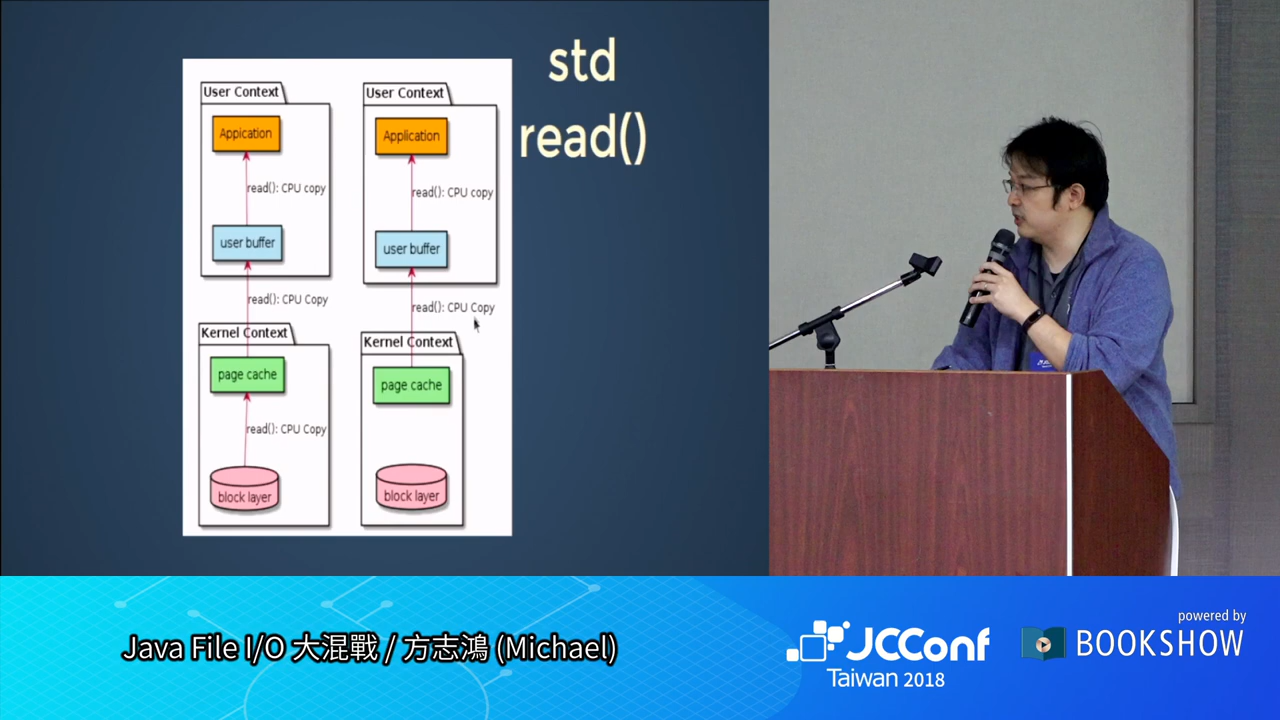 std
read()
User Context
Appication
read(): CPU copy
user buffer
read(): CPU Copy
Kernel Context
page cache
read(): CPU Copy
block layer
User Context
Application
read(): CPU copy
user buffer
read(): CPU Copy
Kernel Context
page cache
block layer
Java File I/O 大混戰 / 方志鴻 (Michael)
JCConf
Taiwan 2018
powered by
BOOKSHOW